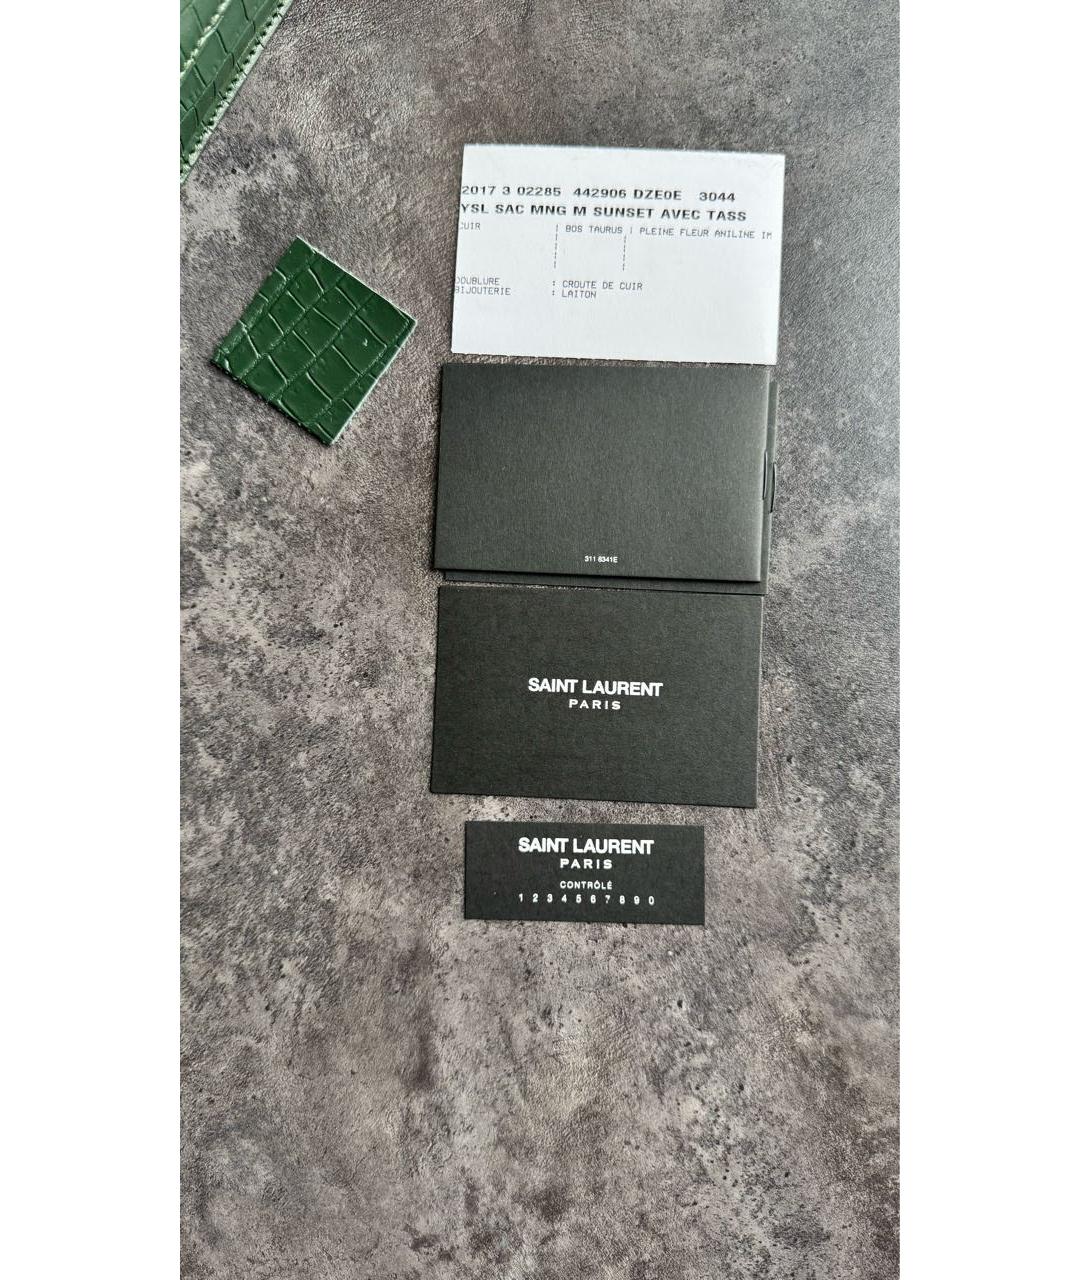 2017 3 02285 442906 DZE0E 3044
YSL SAC MNG M SUNSET AVEC TASS
CUIR | BOS TAURUS | PLEINE FLEUR ANILINE IM
DOUBLURE : CROUTE DE CUIR
BIJOUTERIE : LAITON
311 8341E
SAINT LAURENT
PARIS
SAINT LAURENT
PARIS
CONTRÔLÉ
1 2 3 4 5 6 7 8 9 0